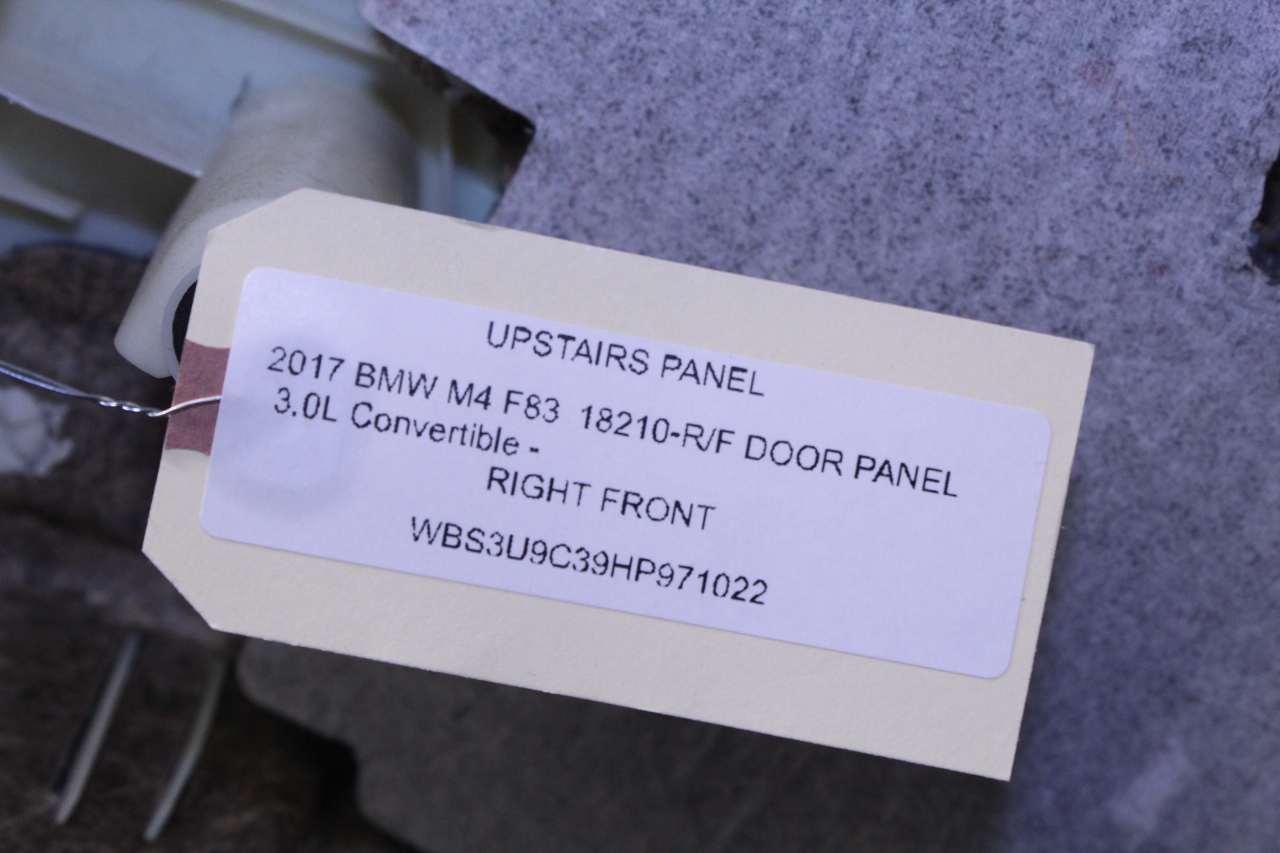 UPSTAIRS PANEL
2017 BMW M4 F83 18210-R/F DOOR PANEL
3.0L Convertible -
RIGHT FRONT
WBS3U9C39HP971022